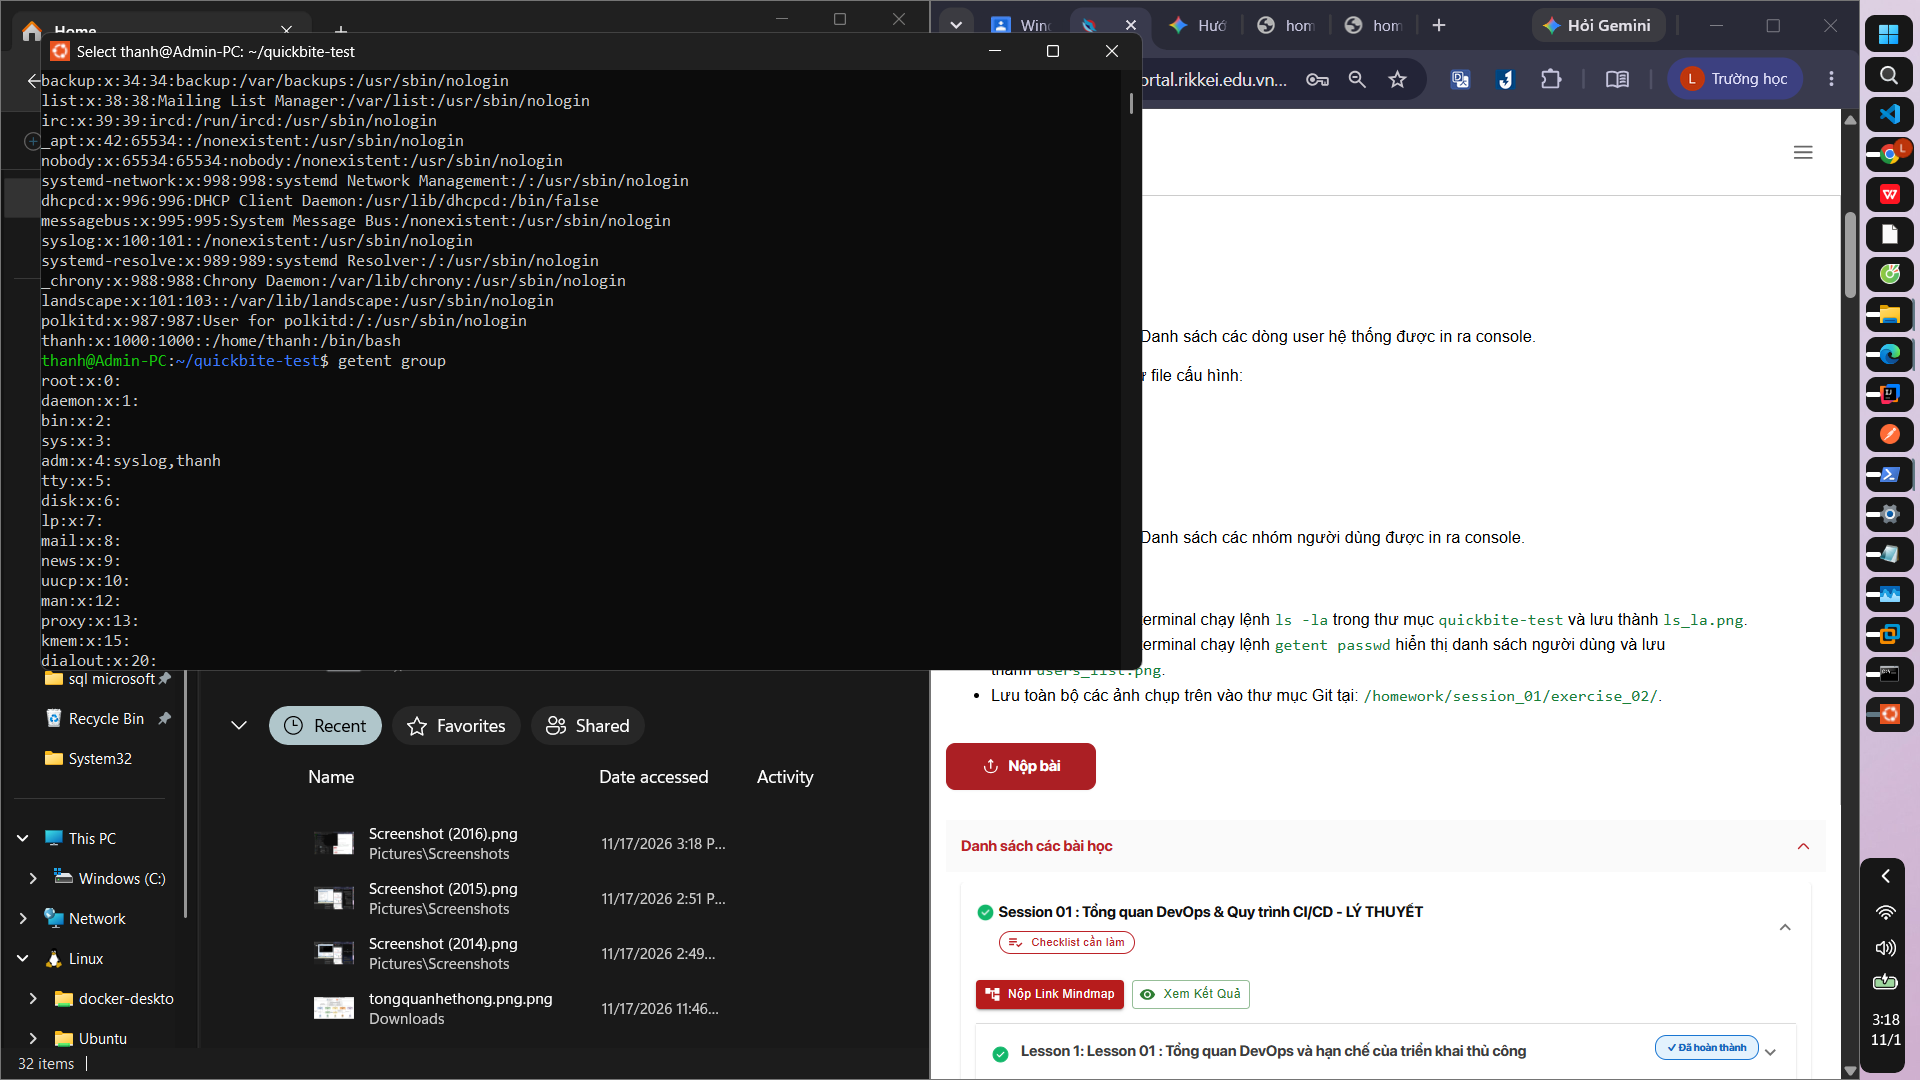 Home
Select thanh@Admin-PC: ~/quickbite-test
backup:x:34:34:backup:/var/backups:/usr/sbin/nologin
list:x:38:38:Mailing List Manager:/var/list:/usr/sbin/nologin
irc:x:39:39:ircd:/run/ircd:/usr/sbin/nologin
_apt:x:42:65534::/nonexistent:/usr/sbin/nologin
nobody:x:65534:65534:nobody:/nonexistent:/usr/sbin/nologin
systemd-network:x:998:998:systemd Network Management:/:/usr/sbin/nologin
dhcpcd:x:996:996:DHCP Client Daemon:/usr/lib/dhcpcd:/bin/false
messagebus:x:995:995:System Message Bus:/nonexistent:/usr/sbin/nologin
syslog:x:100:101::/nonexistent:/usr/sbin/nologin
systemd-resolve:x:989:989:systemd Resolver:/:/usr/sbin/nologin
_chrony:x:988:988:Chrony Daemon:/var/lib/chrony:/usr/sbin/nologin
landscape:x:101:103::/var/lib/landscape:/usr/sbin/nologin
polkitd:x:987:987:User for polkitd:/:/usr/sbin/nologin
thanh:x:1000:1000::/home/thanh:/bin/bash
thanh@Admin-PC:~/quickbite-test$ getent group
root:x:0:
daemon:x:1:
bin:x:2:
sys:x:3:
adm:x:4:syslog,thanh
tty:x:5:
disk:x:6:
lp:x:7:
mail:x:8:
news:x:9:
uucp:x:10:
man:x:12:
proxy:x:13:
kmem:x:15:
dialout:x:20:
sql microsoft
Recycle Bin
System32
This PC
Windows (C:)
Network
Linux
docker-deskto
Ubuntu
32 items
Recent
Favorites
Shared
Name Date accessed Activity
Screenshot (2016).png
Pictures\Screenshots
11/17/2026 3:18 P...
Screenshot (2015).png
Pictures\Screenshots
11/17/2026 2:51 P...
Screenshot (2014).png
Pictures\Screenshots
11/17/2026 2:49...
tongquanhethong.png.png
Downloads
11/17/2026 11:46...
Winc
Hướ
hom
hom
Hỏi Gemini
ortal.rikkei.edu.vn...
L Trường học
Danh sách các dòng user hệ thống được in ra console.
file cấu hình:
Danh sách các nhóm người dùng được in ra console.
erminal chạy lệnh ls -la trong thư mục quickbite-test và lưu thành ls_la.png.
erminal chạy lệnh getent passwd hiển thị danh sách người dùng và lưu
thành users_list.png.
Lưu toàn bộ các ảnh chụp trên vào thư mục Git tại: /homework/session_01/exercise_02/.
Nộp bài
Danh sách các bài học
Session 01 : Tổng quan DevOps & Quy trình CI/CD - LÝ THUYẾT
Checklist cần làm
Nộp Link Mindmap
Xem Kết Quả
Lesson 1: Lesson 01 : Tổng quan DevOps và hạn chế của triển khai thủ công
Đã hoàn thành
3:18
11/1